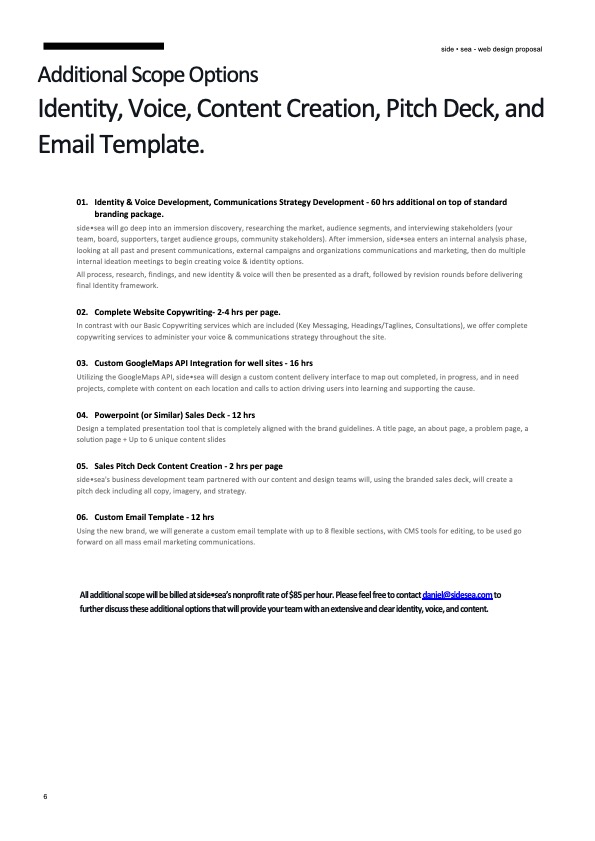 side • sea - web design proposal
Additional Scope Options
Identity, Voice, Content Creation, Pitch Deck, and
Email Template.
01. Identity & Voice Development, Communications Strategy Development - 60 hrs additional on top of standard
branding package.
side•sea will go deep into an immersion discovery, researching the market, audience segments, and interviewing stakeholders (your
team, board, supporters, target audience groups, community stakeholders). After immersion, side•sea enters an internal analysis phase,
looking at all past and present communications, external campaigns and organizations communications and marketing, then do multiple
internal ideation meetings to begin creating voice & identity options.
All process, research, findings, and new identity & voice will then be presented as a draft, followed by revision rounds before delivering
final Identity framework.
02. Complete Website Copywriting- 2-4 hrs per page.
In contrast with our Basic Copywriting services which are included (Key Messaging, Headings/Taglines, Consultations), we offer complete
copywriting services to administer your voice & communications strategy throughout the site.
03. Custom GoogleMaps API Integration for well sites - 16 hrs
Utilizing the GoogleMaps API, side•sea will design a custom content delivery interface to map out completed, in progress, and in need
projects, complete with content on each location and calls to action driving users into learning and supporting the cause.
04. Powerpoint (or Similar) Sales Deck - 12 hrs
Design a templated presentation tool that is completely aligned with the brand guidelines. A title page, an about page, a problem page, a
solution page + Up to 6 unique content slides
05. Sales Pitch Deck Content Creation - 2 hrs per page
side•sea's business development team partnered with our content and design teams will, using the branded sales deck, will create a
pitch deck including all copy, imagery, and strategy.
06. Custom Email Template - 12 hrs
Using the new brand, we will generate a custom email template with up to 8 flexible sections, with CMS tools for editing, to be used go
forward on all mass email marketing communications.
All additional scope will be billed at side•sea's nonprofit rate of $85 per hour. Please feel free to contact daniel@sidesea.com to
further discuss these additional options that will provide your team with an extensive and clear identity, voice, and content.
6